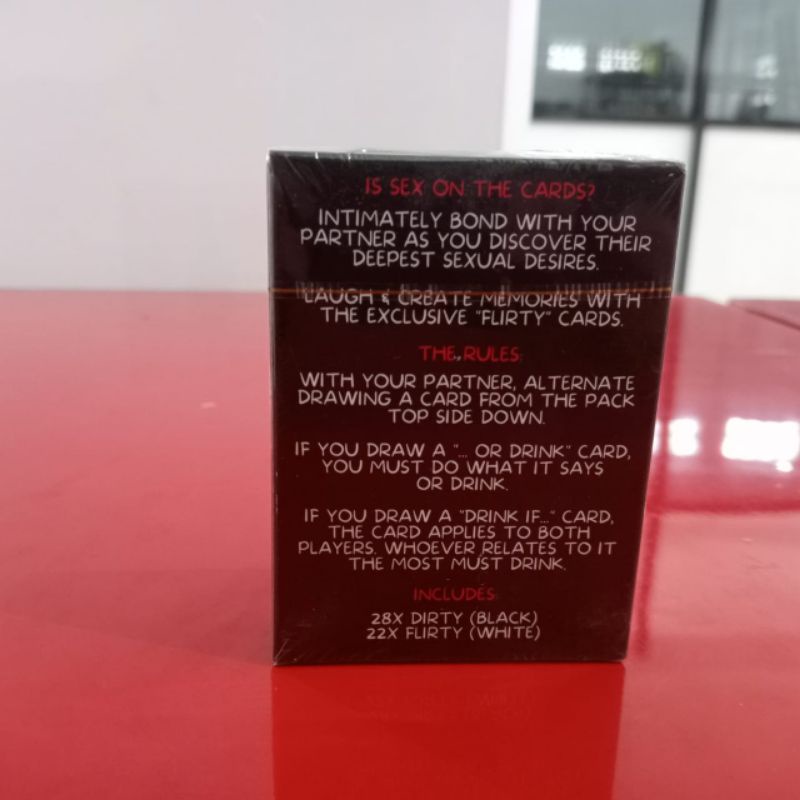 IS SEX ON THE CARDS?
INTIMATELY BOND WITH YOUR
PARTNER AS YOU DISCOVER THEIR
DEEPEST SEXUAL DESIRES.
LAUGH & CREATE MEMORIES WITH
THE EXCLUSIVE "FLIRTY" CARDS.
THE RULES
WITH YOUR PARTNER, ALTERNATE
DRAWING A CARD FROM THE PACK
TOP SIDE DOWN.
IF YOU DRAW A "... OR DRINK" CARD,
YOU MUST DO WHAT IT SAYS
OR DRINK.
IF YOU DRAW A "DRINK IF..." CARD,
THE CARD APPLIES TO BOTH
PLAYERS. WHOEVER RELATES TO IT
THE MOST MUST DRINK.
INCLUDES
28X DIRTY (BLACK)
22X FLIRTY (WHITE)